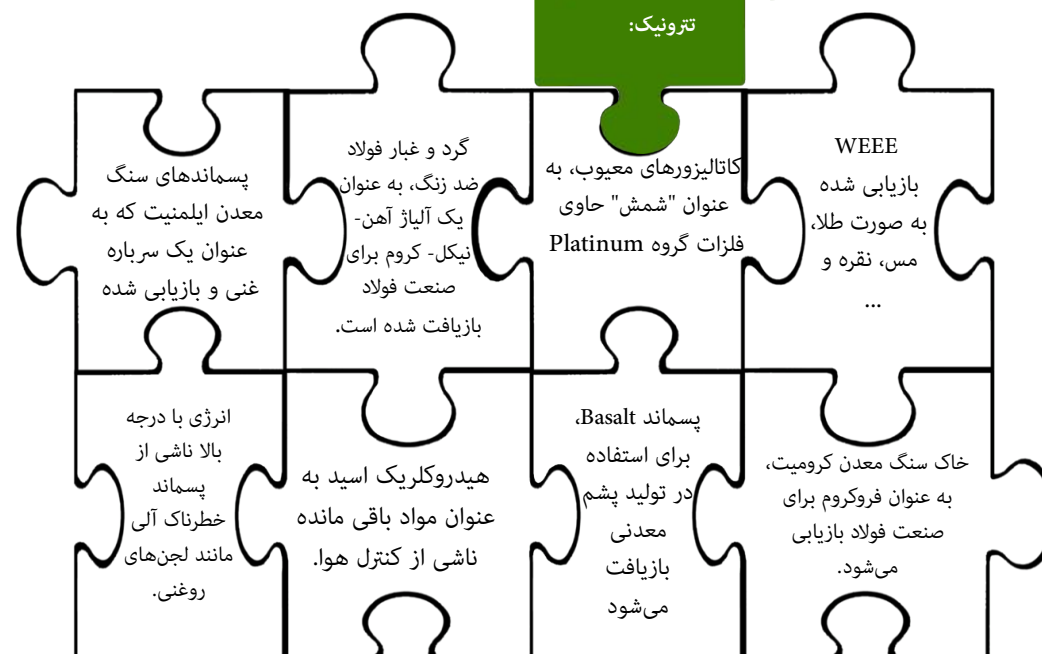 تترونیک:
WEEE
بازیابی شده
به صورت طلا،
مس، نقره و
...
کاتالیزورهای معیوب، به
عنوان "شمش" حاوی
فلزات گروه Platinum
گرد و غبار فولاد
ضد زنگ، به عنوان
یک آلیاژ آهن-
نیکل- کروم برای
صنعت فولاد
بازیافت شده است.
پسماندهای سنگ
معدن ایلمنیت که به
عنوان یک سرباره
غنی و بازیابی شده
خاک سنگ معدن کرومیت،
به عنوان فروکروم برای
صنعت فولاد بازیابی
می‌شود.
پسماند Basalt،
برای استفاده
در تولید پشم
معدنی
بازیافت
می‌شود
هیدروکلریک اسید به
عنوان مواد باقی مانده
ناشی از کنترل هوا.
انرژی با درجه
بالا ناشی از
پسماند
خطرناک آلی
مانند لجن‌های
روغنی.